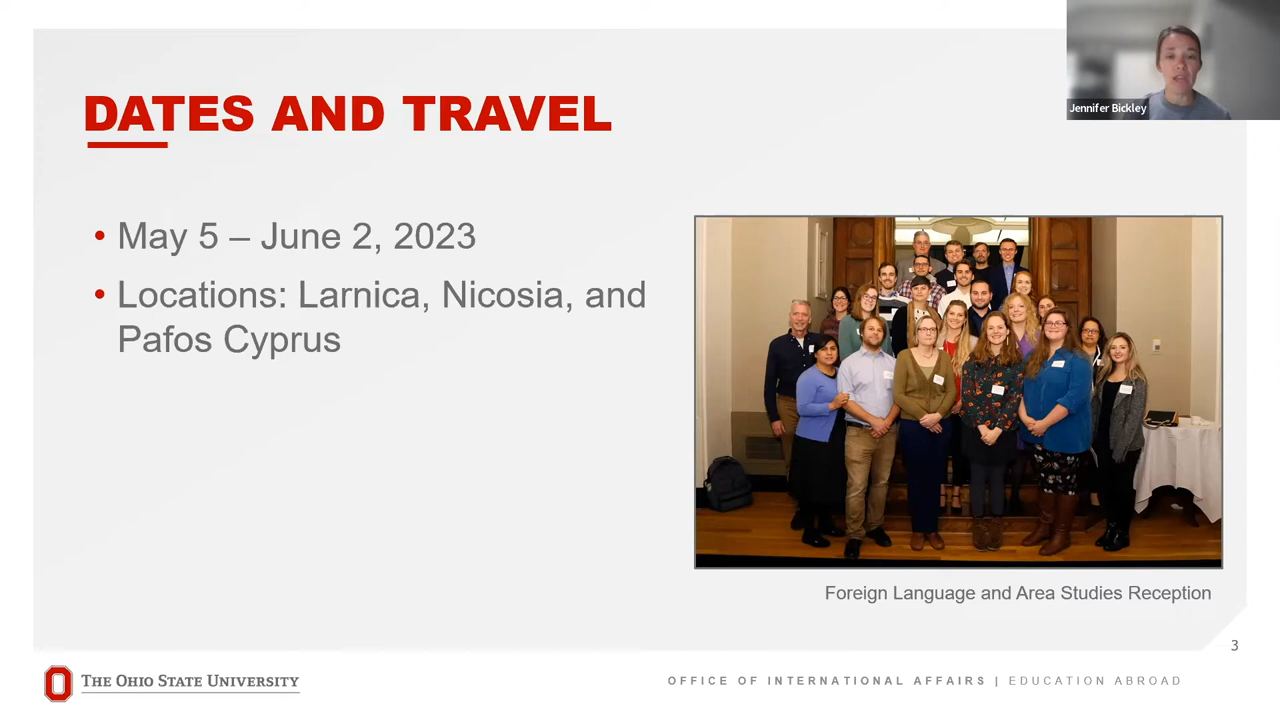 Jennifer Bickley
DATES AND TRAVEL
• May 5 – June 2, 2023
• Locations: Larnica, Nicosia, and
Pafos Cyprus
Foreign Language and Area Studies Reception
3
THE OHIO STATE UNIVERSITY
OFFICE OF INTERNATIONAL AFFAIRS | EDUCATION ABROAD